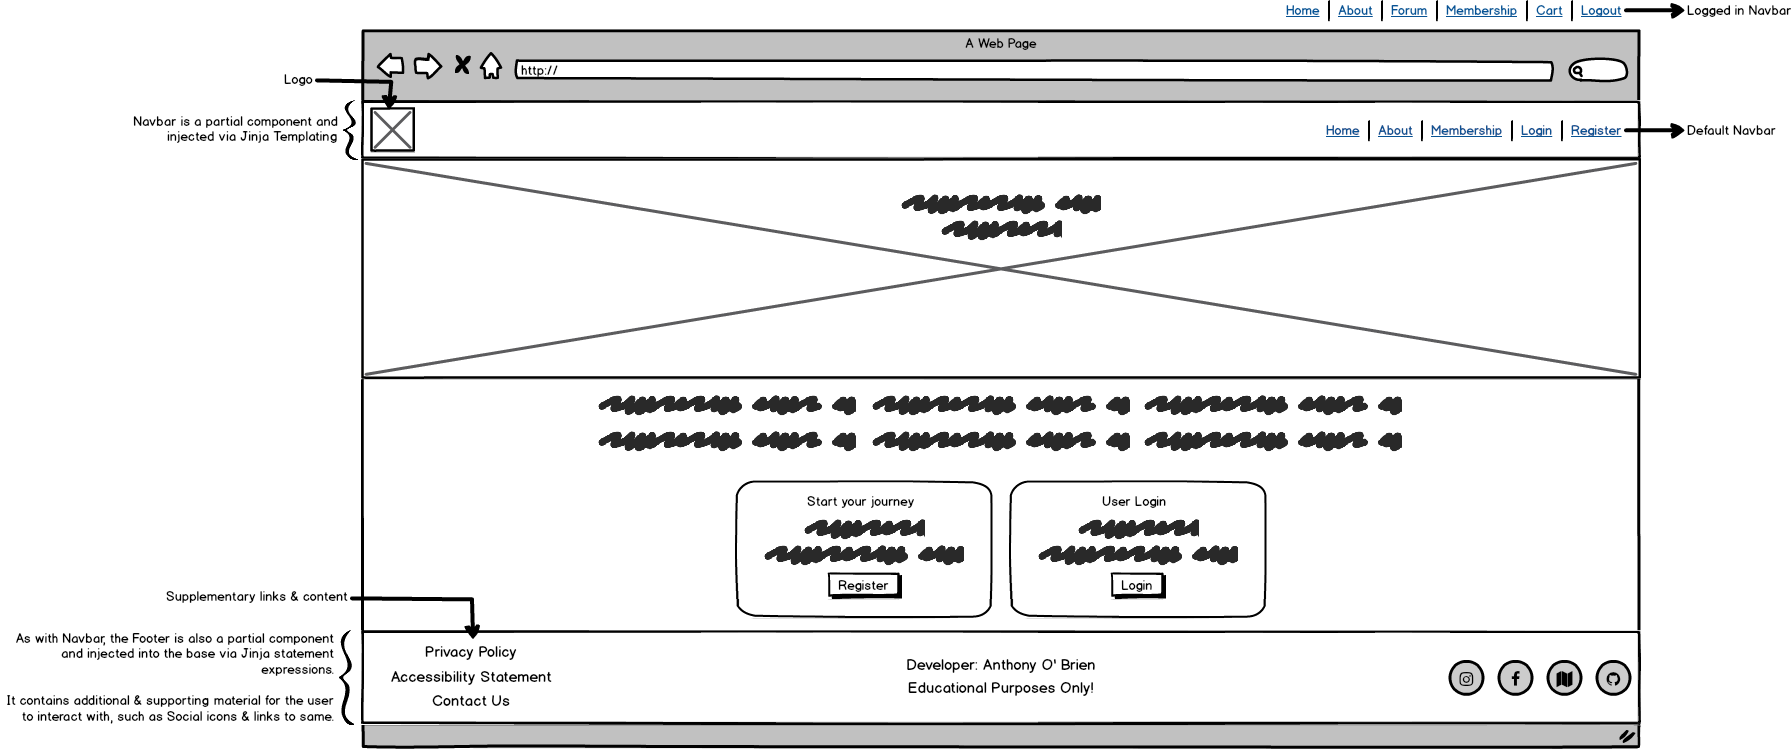 Home About Forum Membership Cart Logout Logged in Navbar
A Web Page
http://
Logo
Navbar is a partial component and
injected via Jinja Templating
Home About Membership Login Register Default Navbar
Start your journey
Register
User Login
Login
Supplementary links & content
As with Navbar, the Footer is also a partial component
and injected into the base via Jinja statement
expressions.
It contains additional & supporting material for the user
to interact with, such as Social icons & links to same.
Privacy Policy
Accessibility Statement
Contact Us
Developer: Anthony O' Brien
Educational Purposes Only!